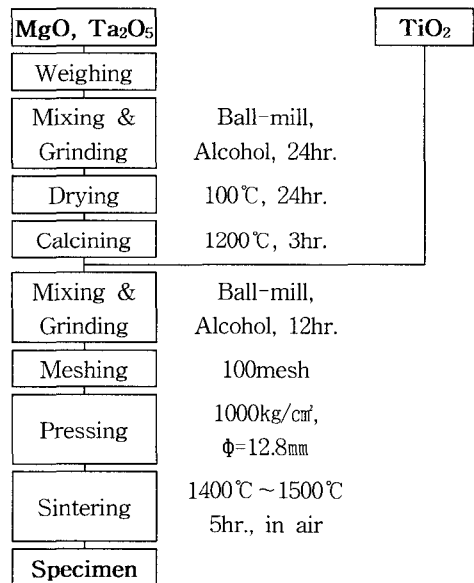 MgO, Ta₂O₅
TiO₂
Weighing
Mixing &
Grinding
Ball-mill,
Alcohol, 24hr.
Drying
100℃, 24hr.
Calcining
1200℃, 3hr.
Mixing &
Grinding
Ball-mill,
Alcohol, 12hr.
Meshing
100mesh
Pressing
1000kg/㎠,
Φ=12.8㎜
Sintering
1400℃~1500℃
5hr., in air
Specimen